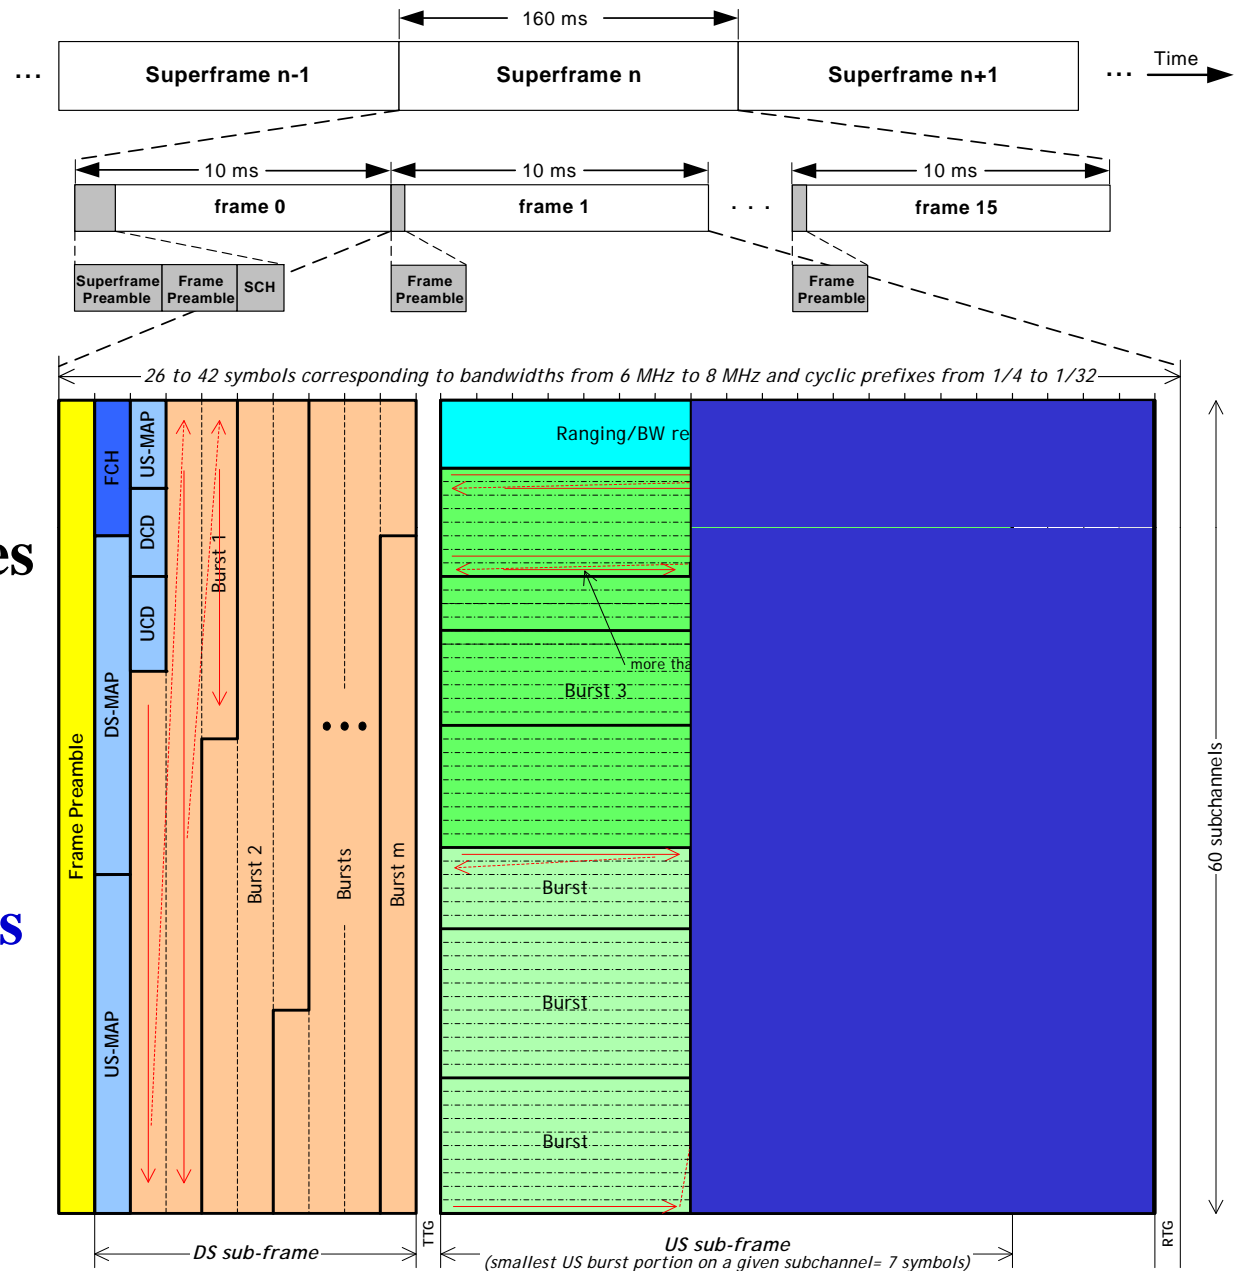 160 ms
... Superframe n-1 Superframe n Superframe n+1 ... Time
10 ms 10 ms 10 ms
frame 0 frame 1 . . . frame 15
Superframe Preamble Frame Preamble SCH Frame Preamble Frame Preamble
26 to 42 symbols corresponding to bandwidths from 6 MHz to 8 MHz and cyclic prefixes from 1/4 to 1/32
Frame Preamble
FCH
DS-MAP
US-MAP
US-MAP
DCD
UCD
Burst 1
Burst 2
Bursts
Burst m
Ranging/BW re
more tha
Burst 3
Burst
Burst
Burst
60 subchannels
es
s
DS sub-frame
TTG
US sub-frame
(smallest US burst portion on a given subchannel= 7 symbols)
RTG